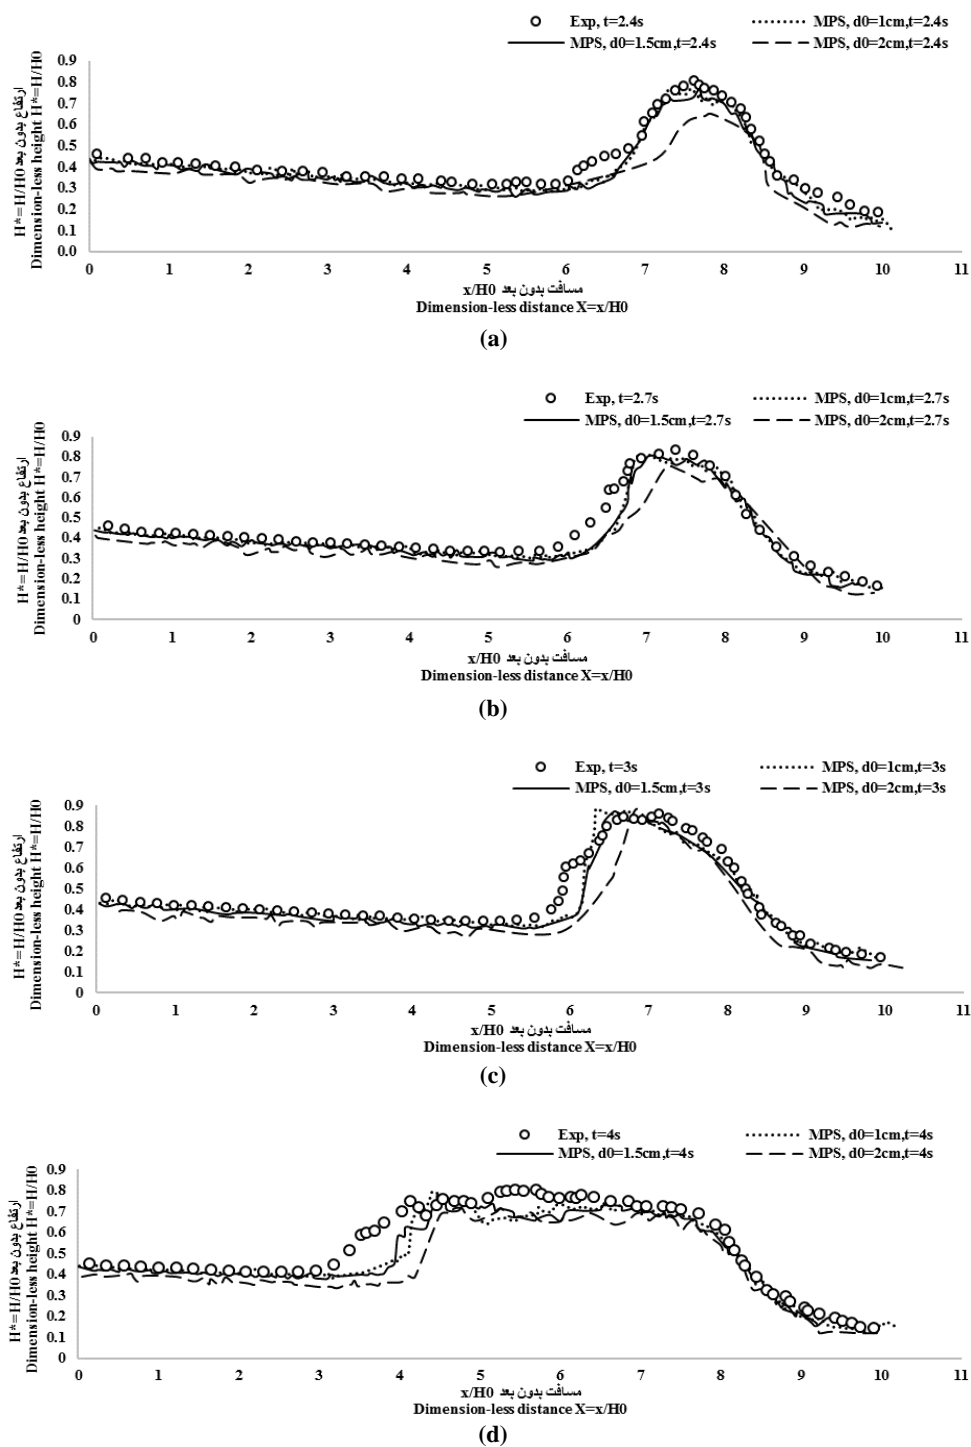 Exp, t=2.4s
MPS, d0=1cm,t=2.4s
MPS, d0=1.5cm,t=2.4s
MPS, d0=2cm,t=2.4s
ارتفاع بدون بعد H*=H/H0
Dimension-less height H*=H/H0
0.9
0.8
0.7
0.6
0.5
0.4
0.3
0.2
0.1
0.0
0 1 2 3 4 5 6 7 8 9 10 11
مسافت بدون بعد x/H0
Dimension-less distance X=x/H0
(a)
Exp, t=2.7s
MPS, d0=1cm,t=2.7s
MPS, d0=1.5cm,t=2.7s
MPS, d0=2cm,t=2.7s
ارتفاع بدون بعد H*=H/H0
Dimension-less height H*=H/H0
0.9
0.8
0.7
0.6
0.5
0.4
0.3
0.2
0.1
0
0 1 2 3 4 5 6 7 8 9 10 11
مسافت بدون بعد x/H0
Dimension-less distance X=x/H0
(b)
Exp, t=3s
MPS, d0=1cm,t=3s
MPS, d0=1.5cm,t=3s
MPS, d0=2cm,t=3s
ارتفاع بدون بعد H*=H/H0
Dimension-less height H*=H/H0
0.9
0.8
0.7
0.6
0.5
0.4
0.3
0.2
0.1
0
0 1 2 3 4 5 6 7 8 9 10 11
مسافت بدون بعد x/H0
Dimension-less distance X=x/H0
(c)
Exp, t=4s
MPS, d0=1cm,t=4s
MPS, d0=1.5cm,t=4s
MPS, d0=2cm,t=4s
ارتفاع بدون بعد H*=H/H0
Dimension-less height H*=H/H0
0.9
0.8
0.7
0.6
0.5
0.4
0.3
0.2
0.1
0
0 1 2 3 4 5 6 7 8 9 10 11
مسافت بدون بعد x/H0
Dimension-less distance X=x/H0
(d)